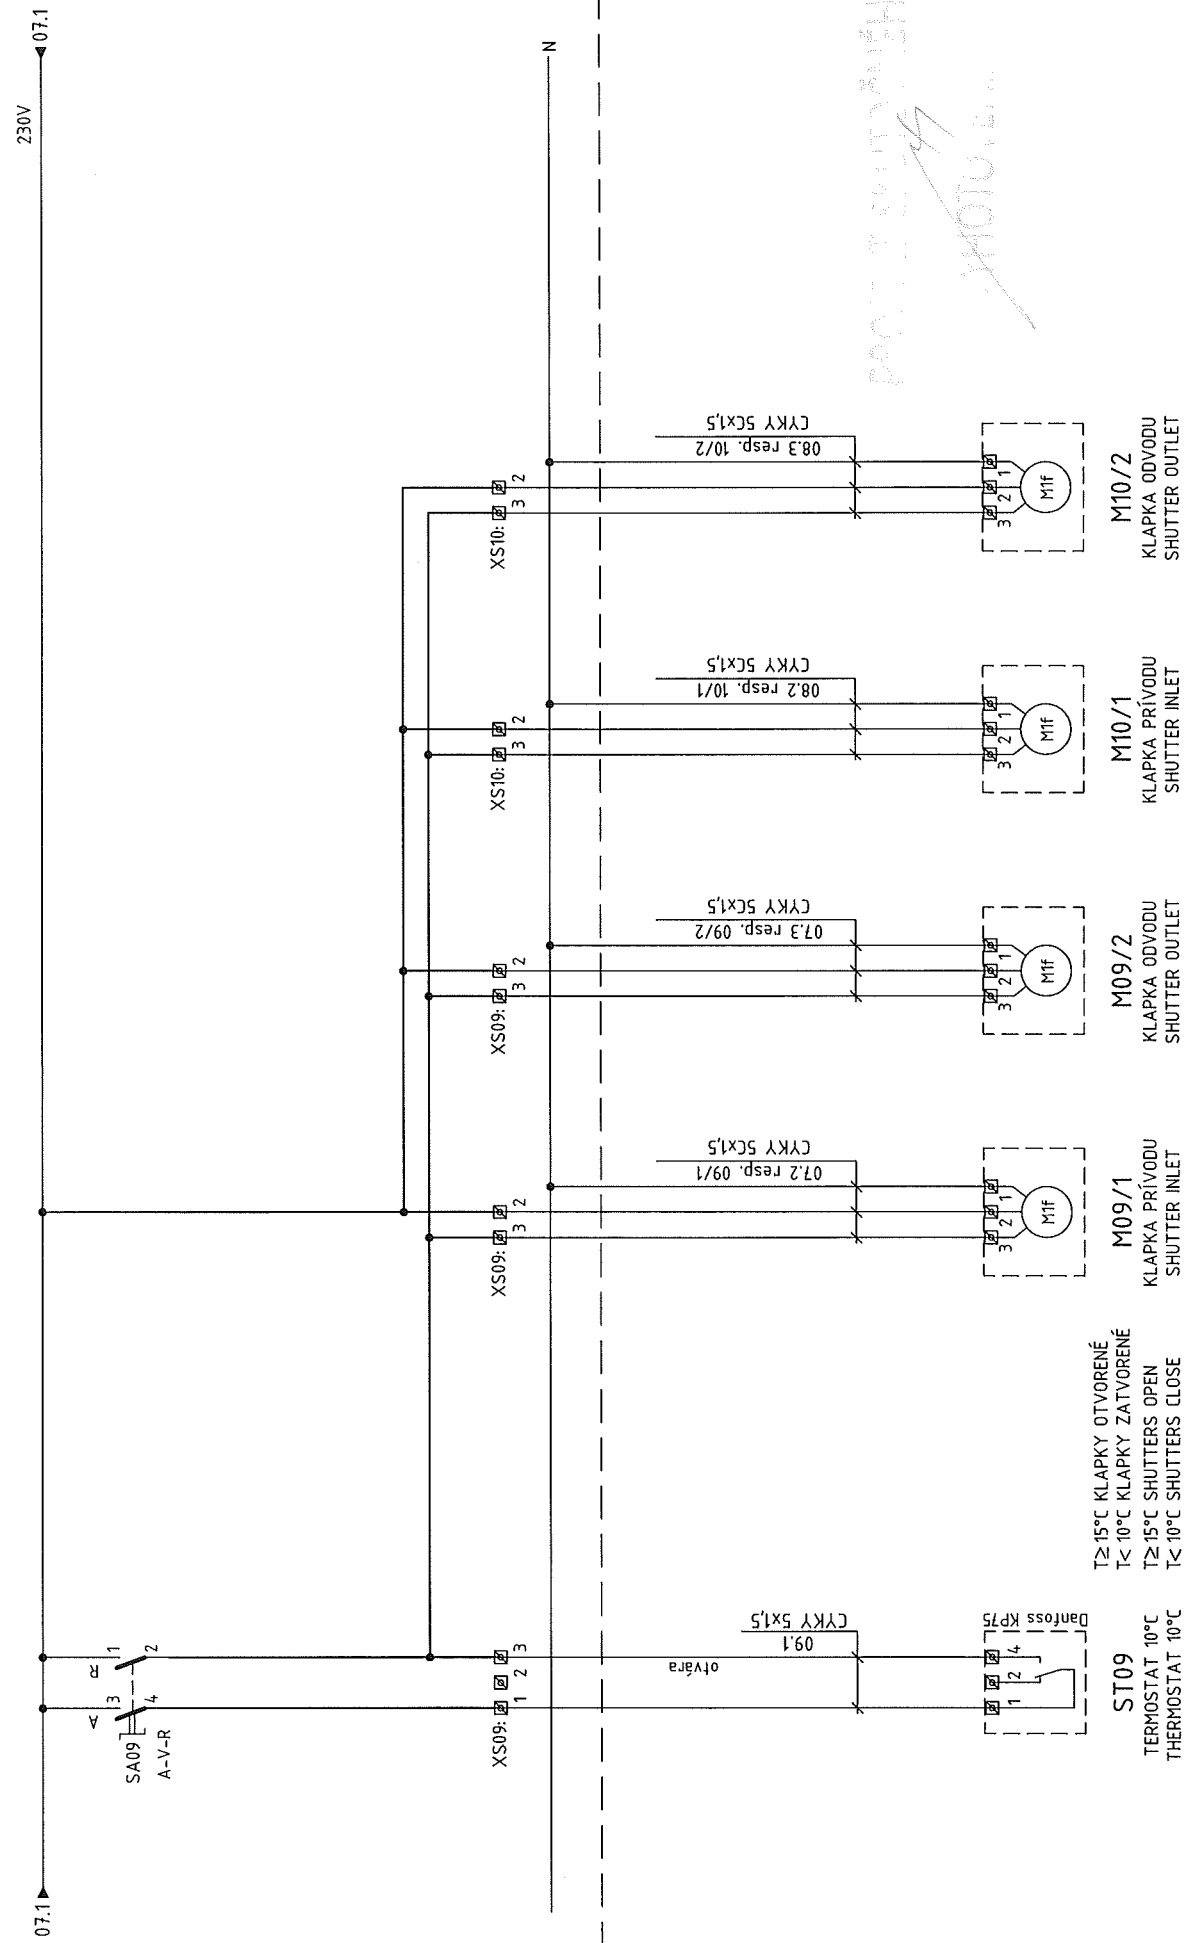 07.1
230V
07.1
R
1
2
A
3
4
SA09
A-V-R
XS09:
1
2
3
XS09:
3
2
XS09:
3
2
XS10:
3
2
XS10:
3
2
N
otvára
09.1
CYKY 5x1,5
07.2 resp. 09/1
CYKY 5Cx1,5
07.3 resp. 09/2
CYKY 5Cx1,5
08.2 resp. 10/1
CYKY 5Cx1,5
08.3 resp. 10/2
CYKY 5Cx1,5
1
2
4
Danfoss KP75
3
2
1
M1f
3
2
1
M1f
3
2
1
M1f
3
2
1
M1f
ST09
TERMOSTAT 10°C
THERMOSTAT 10°C
T≥15°C KLAPKY OTVORENÉ
T<10°C KLAPKY ZATVORENÉ
T≥15°C SHUTTERS OPEN
T<10°C SHUTTERS CLOSE
M09/1
KLAPKA PRÍVODU
SHUTTER INLET
M09/2
KLAPKA ODVODU
SHUTTER OUTLET
M10/1
KLAPKA PRÍVODU
SHUTTER INLET
M10/2
KLAPKA ODVODU
SHUTTER OUTLET